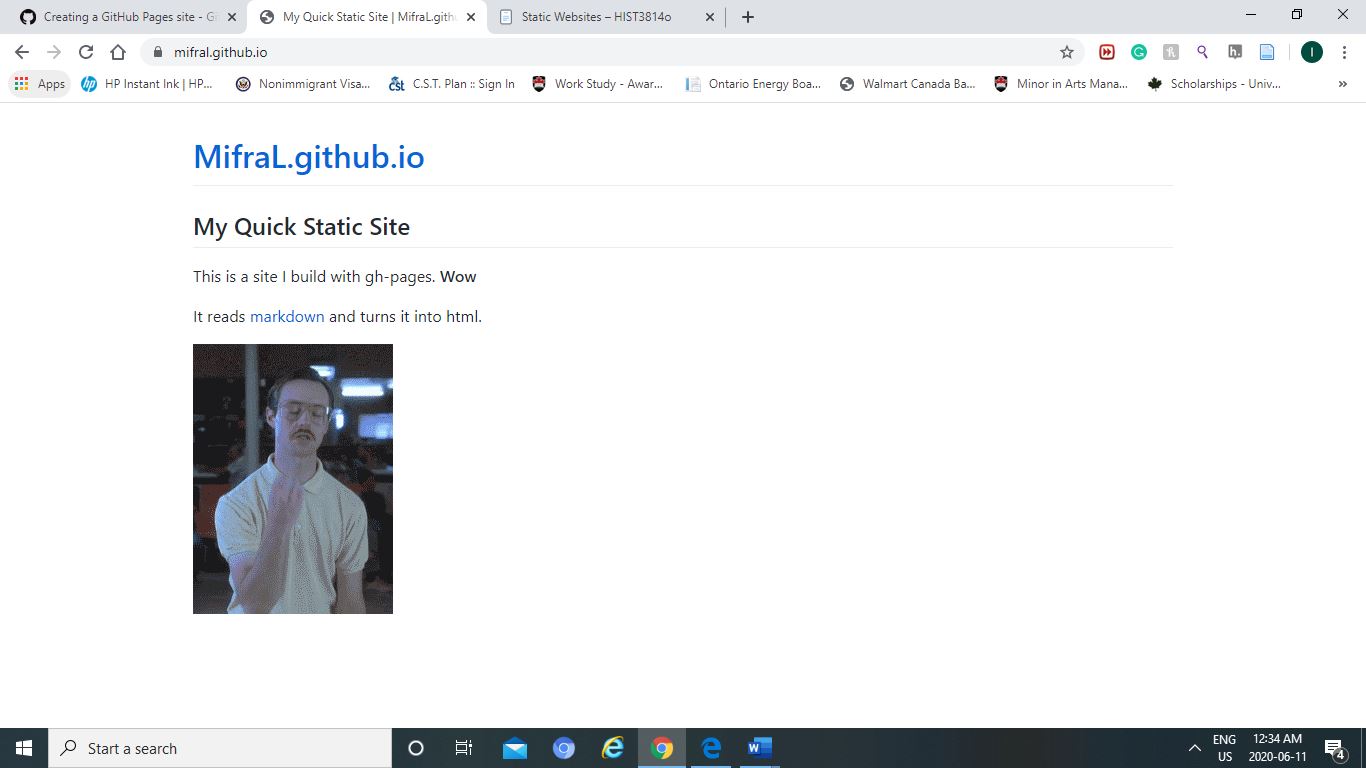 Creating a GitHub Pages site - Gi
My Quick Static Site | MifraL.gith
Static Websites – HIST3814o
mifral.github.io
Apps
HP Instant Ink | HP...
Nonimmigrant Visa...
C.S.T. Plan :: Sign In
Work Study - Awar...
Ontario Energy Boa...
Walmart Canada Ba...
Minor in Arts Mana...
Scholarships - Univ...
MifraL.github.io
My Quick Static Site
This is a site I build with gh-pages. Wow
It reads markdown and turns it into html.
Start a search
ENG
US
12:34 AM
2020-06-11
4